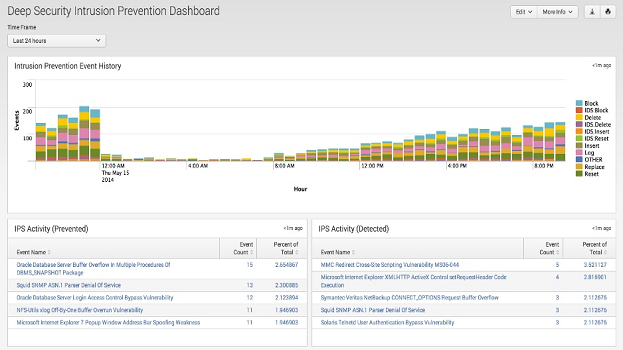 Deep Security Intrusion Prevention Dashboard
Edit
More Info
Time Frame
Last 24 hours
Intrusion Prevention Event History
<1m ago
300
200
100
Events
12:00 AM
Thu May 15
2014
4:00 AM
8:00 AM
12:00 PM
4:00 PM
8:00 PM
Hour
Block
IDS Block
Delete
IDS Delete
IDS Insert
IDS Reset
Insert
Log
OTHER
Replace
Reset
IPS Activity (Prevented)
<1m ago
Event Name
Event Count
Percent of Total
Oracle Database Server Buffer Overflow In Multiple Procedures Of DBMS_SNAPSHOT Package
15
2.654867
Squid SNMP ASN.1 Parser Denial Of Service
13
2.300885
Oracle Database Server Login Access Control Bypass Vulnerability
12
2.123894
NFS-Utils xlog Off-By-One Buffer Overrun Vulnerability
11
1.946903
Microsoft Internet Explorer 7 Popup Window Address Bar Spoofing Weakness
11
1.946903
IPS Activity (Detected)
<1m ago
Event Name
Event Count
Percent of Total
MMC Redirect Cross-Site Scripting Vulnerability MS06-044
5
3.521127
Microsoft Internet Explorer XMLHTTP ActiveX Control setRequestHeader Code Execution
4
2.816901
Symantec Veritas NetBackup CONNECT_OPTIONS Request Buffer Overflow
3
2.112676
Squid SNMP ASN.1 Parser Denial Of Service
3
2.112676
Solaris Telnetd User Authentication Bypass Vulnerability
3
2.112676